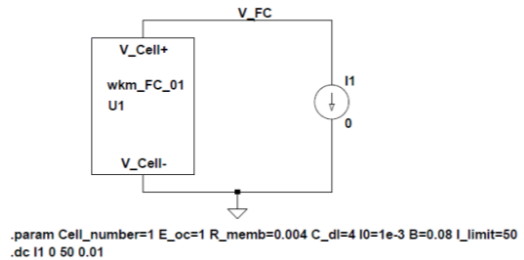 V_FC
V_Cell+
wkm_FC_01
U1
I1
0
V_Cell-
.param Cell_number=1 E_oc=1 R_memb=0.004 C_dl=4 I0=1e-3 B=0.08 I_limit=50
.dc I1 0 50 0.01